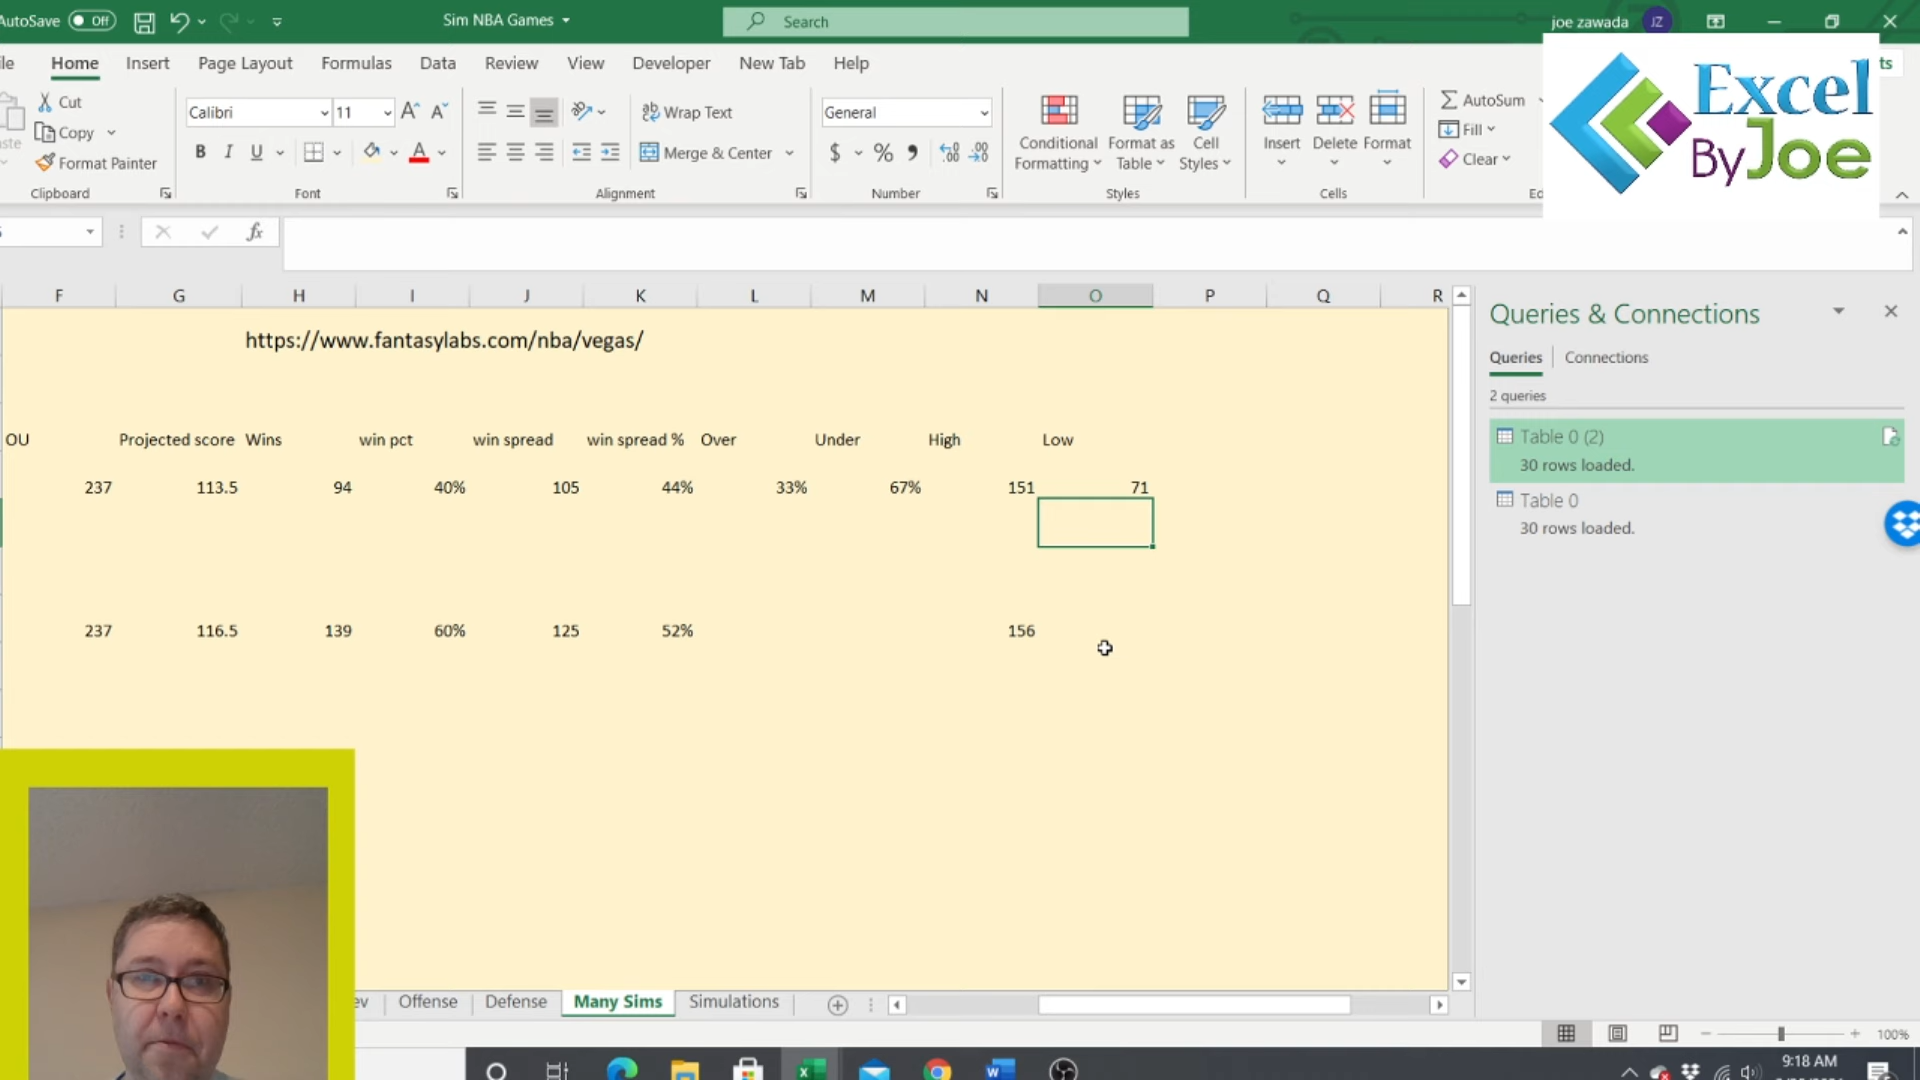 AutoSave Off
Sim NBA Games
Search
joe zawada
JZ
Home Insert Page Layout Formulas Data Review View Developer New Tab Help
Cut
Copy
Format Painter
Clipboard
Calibri 11
B I U A
Font
Wrap Text
Merge & Center
Alignment
General
$ %
Number
Conditional Formatting
Format as Table
Cell Styles
Styles
Insert Delete Format
Cells
AutoSum
Fill
Clear
Excel
ByJoe
fx
F G H I J K L M N O P Q R
https://www.fantasylabs.com/nba/vegas/
OU Projected score Wins win pct win spread win spread % Over Under High Low
237 113.5 94 40% 105 44% 33% 67% 151 71
237 116.5 139 60% 125 52% 156
Queries & Connections
Queries Connections
2 queries
Table 0 (2)
30 rows loaded.
Table 0
30 rows loaded.
Offense Defense Many Sims Simulations
100%
9:18 AM